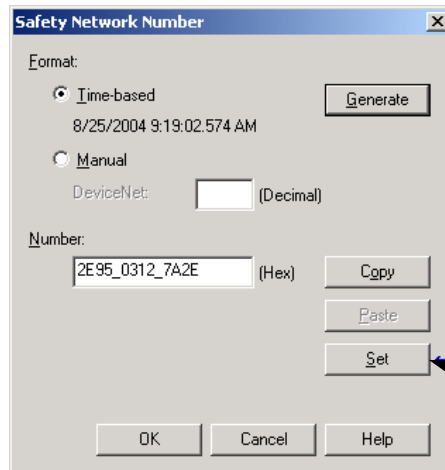 Safety Network Number
Format:
Time-based
Generate
8/25/2004 9:19:02.574 AM
Manual
DeviceNet: (Decimal)
Number:
2E95_0312_7A2E (Hex) Copy
Paste
Set
OK Cancel Help